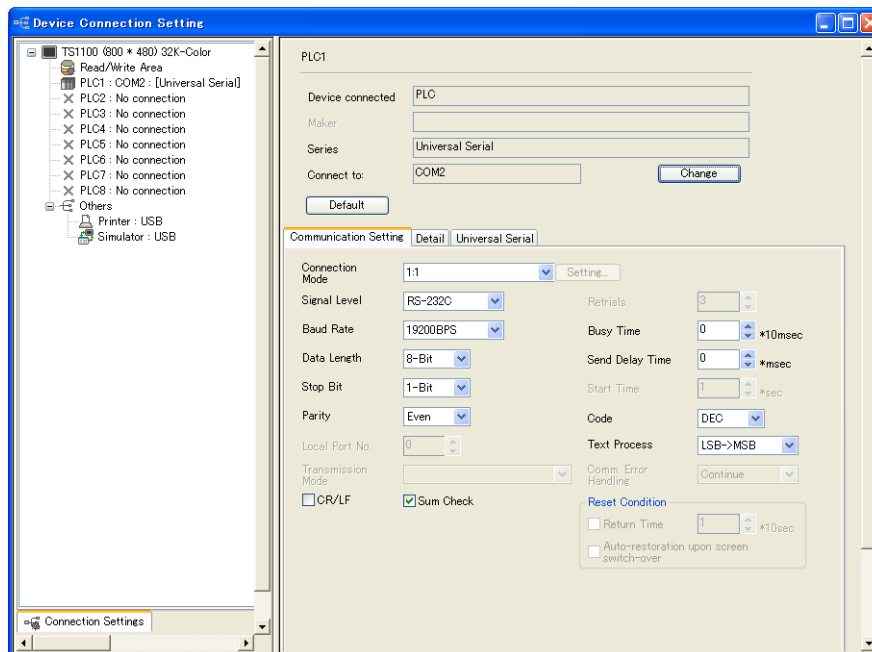 Device Connection Setting
TS1100 (800 * 480) 32K-Color
Read/Write Area
PLC1 : COM2 : [Universal Serial]
PLC2 : No connection
PLC3 : No connection
PLC4 : No connection
PLC5 : No connection
PLC6 : No connection
PLC7 : No connection
PLC8 : No connection
Others
Printer : USB
Simulator : USB
Connection Settings
PLC1
Device connected PLC
Maker
Series Universal Serial
Connect to: COM2 Change
Default
Communication Setting Detail Universal Serial
Connection Mode 1:1 Setting...
Signal Level RS-232C Retrials 3
Baud Rate 19200BPS Busy Time 0 *10msec
Data Length 8-Bit Send Delay Time 0 *msec
Stop Bit 1-Bit Start Time 1 *sec
Parity Even Code DEC
Local Port No. 0 Text Process LSB->MSB
Transmission Mode Comm. Error Handling Continue
CR/LF Sum Check Reset Condition
Return Time 1 *10sec
Auto-restoration upon screen
switch-over